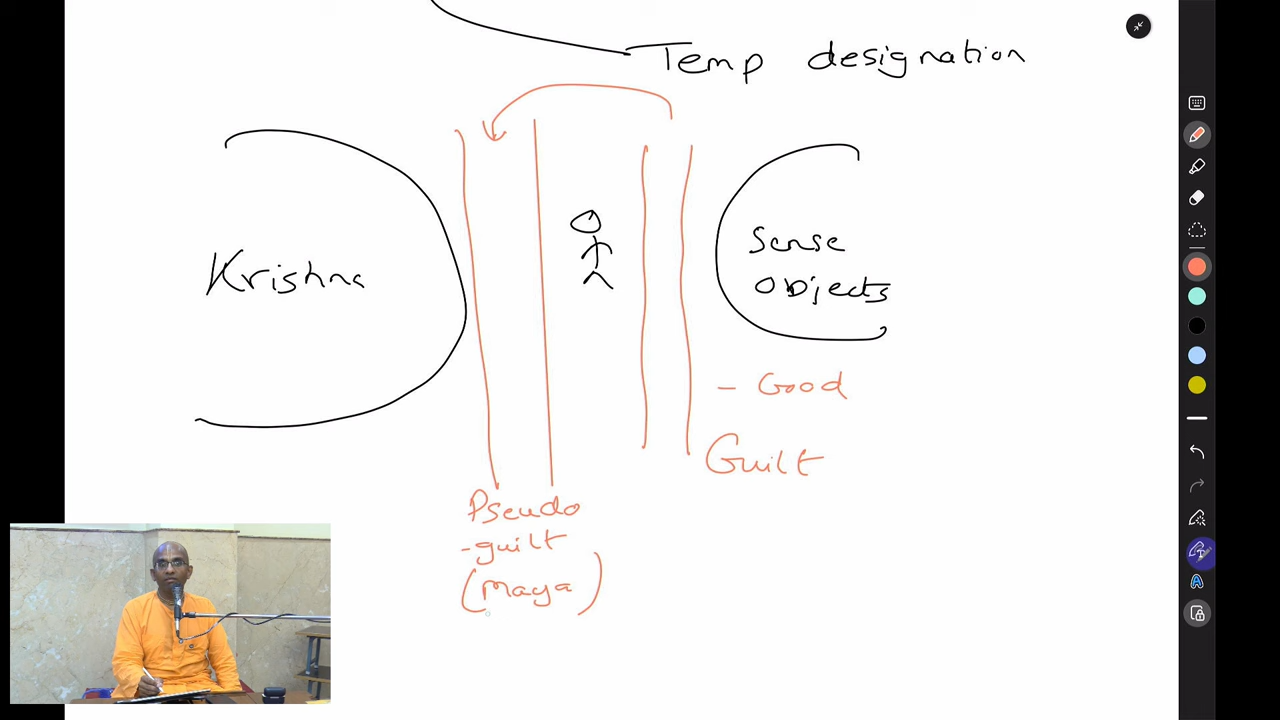 Temp designation
Krishna
Sense
Objects
- Good
Guilt
Pseudo
-guilt
(Maya)